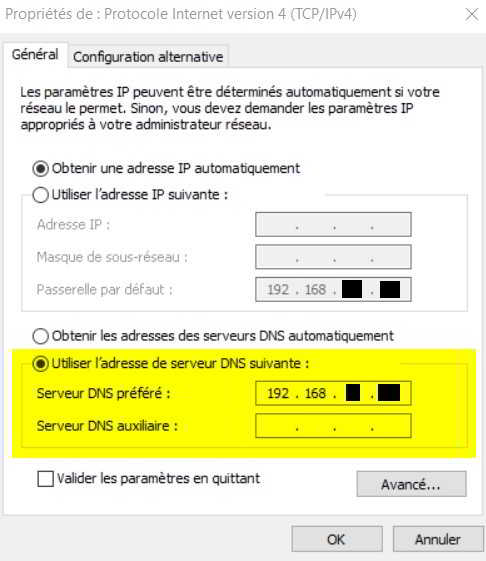 Propriétés de : Protocole Internet version 4 (TCP/IPv4)
Général
Configuration alternative
Les paramètres IP peuvent être déterminés automatiquement si votre
réseau le permet. Sinon, vous devez demander les paramètres IP
appropriés à votre administrateur réseau.
Obtenir une adresse IP automatiquement
Utiliser l'adresse IP suivante :
Adresse IP : . . .
Masque de sous-réseau : . . .
Passerelle par défaut : 192 . 168 . .
Obtenir les adresses des serveurs DNS automatiquement
Utiliser l'adresse de serveur DNS suivante :
Serveur DNS préféré : 192 . 168 . .
Serveur DNS auxiliaire : . . .
Valider les paramètres en quittant
Avancé...
OK
Annuler